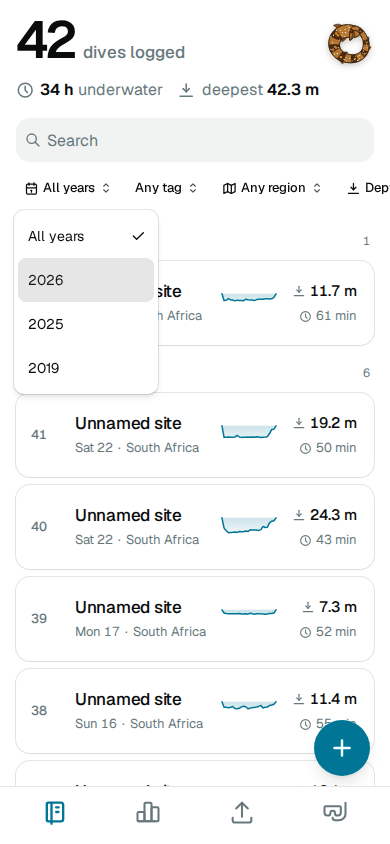 42 dives logged
34 h underwater deepest 42.3 m
Search
All years Any tag Any region Dep
All years
1
2026
site 11.7 m
h Africa 61 min
2025
2019
6
41 Unnamed site 19.2 m
Sat 22 · South Africa 50 min
40 Unnamed site 24.3 m
Sat 22 · South Africa 43 min
39 Unnamed site 7.3 m
Mon 17 · South Africa 52 min
38 Unnamed site 11.4 m
Sun 16 · South Africa